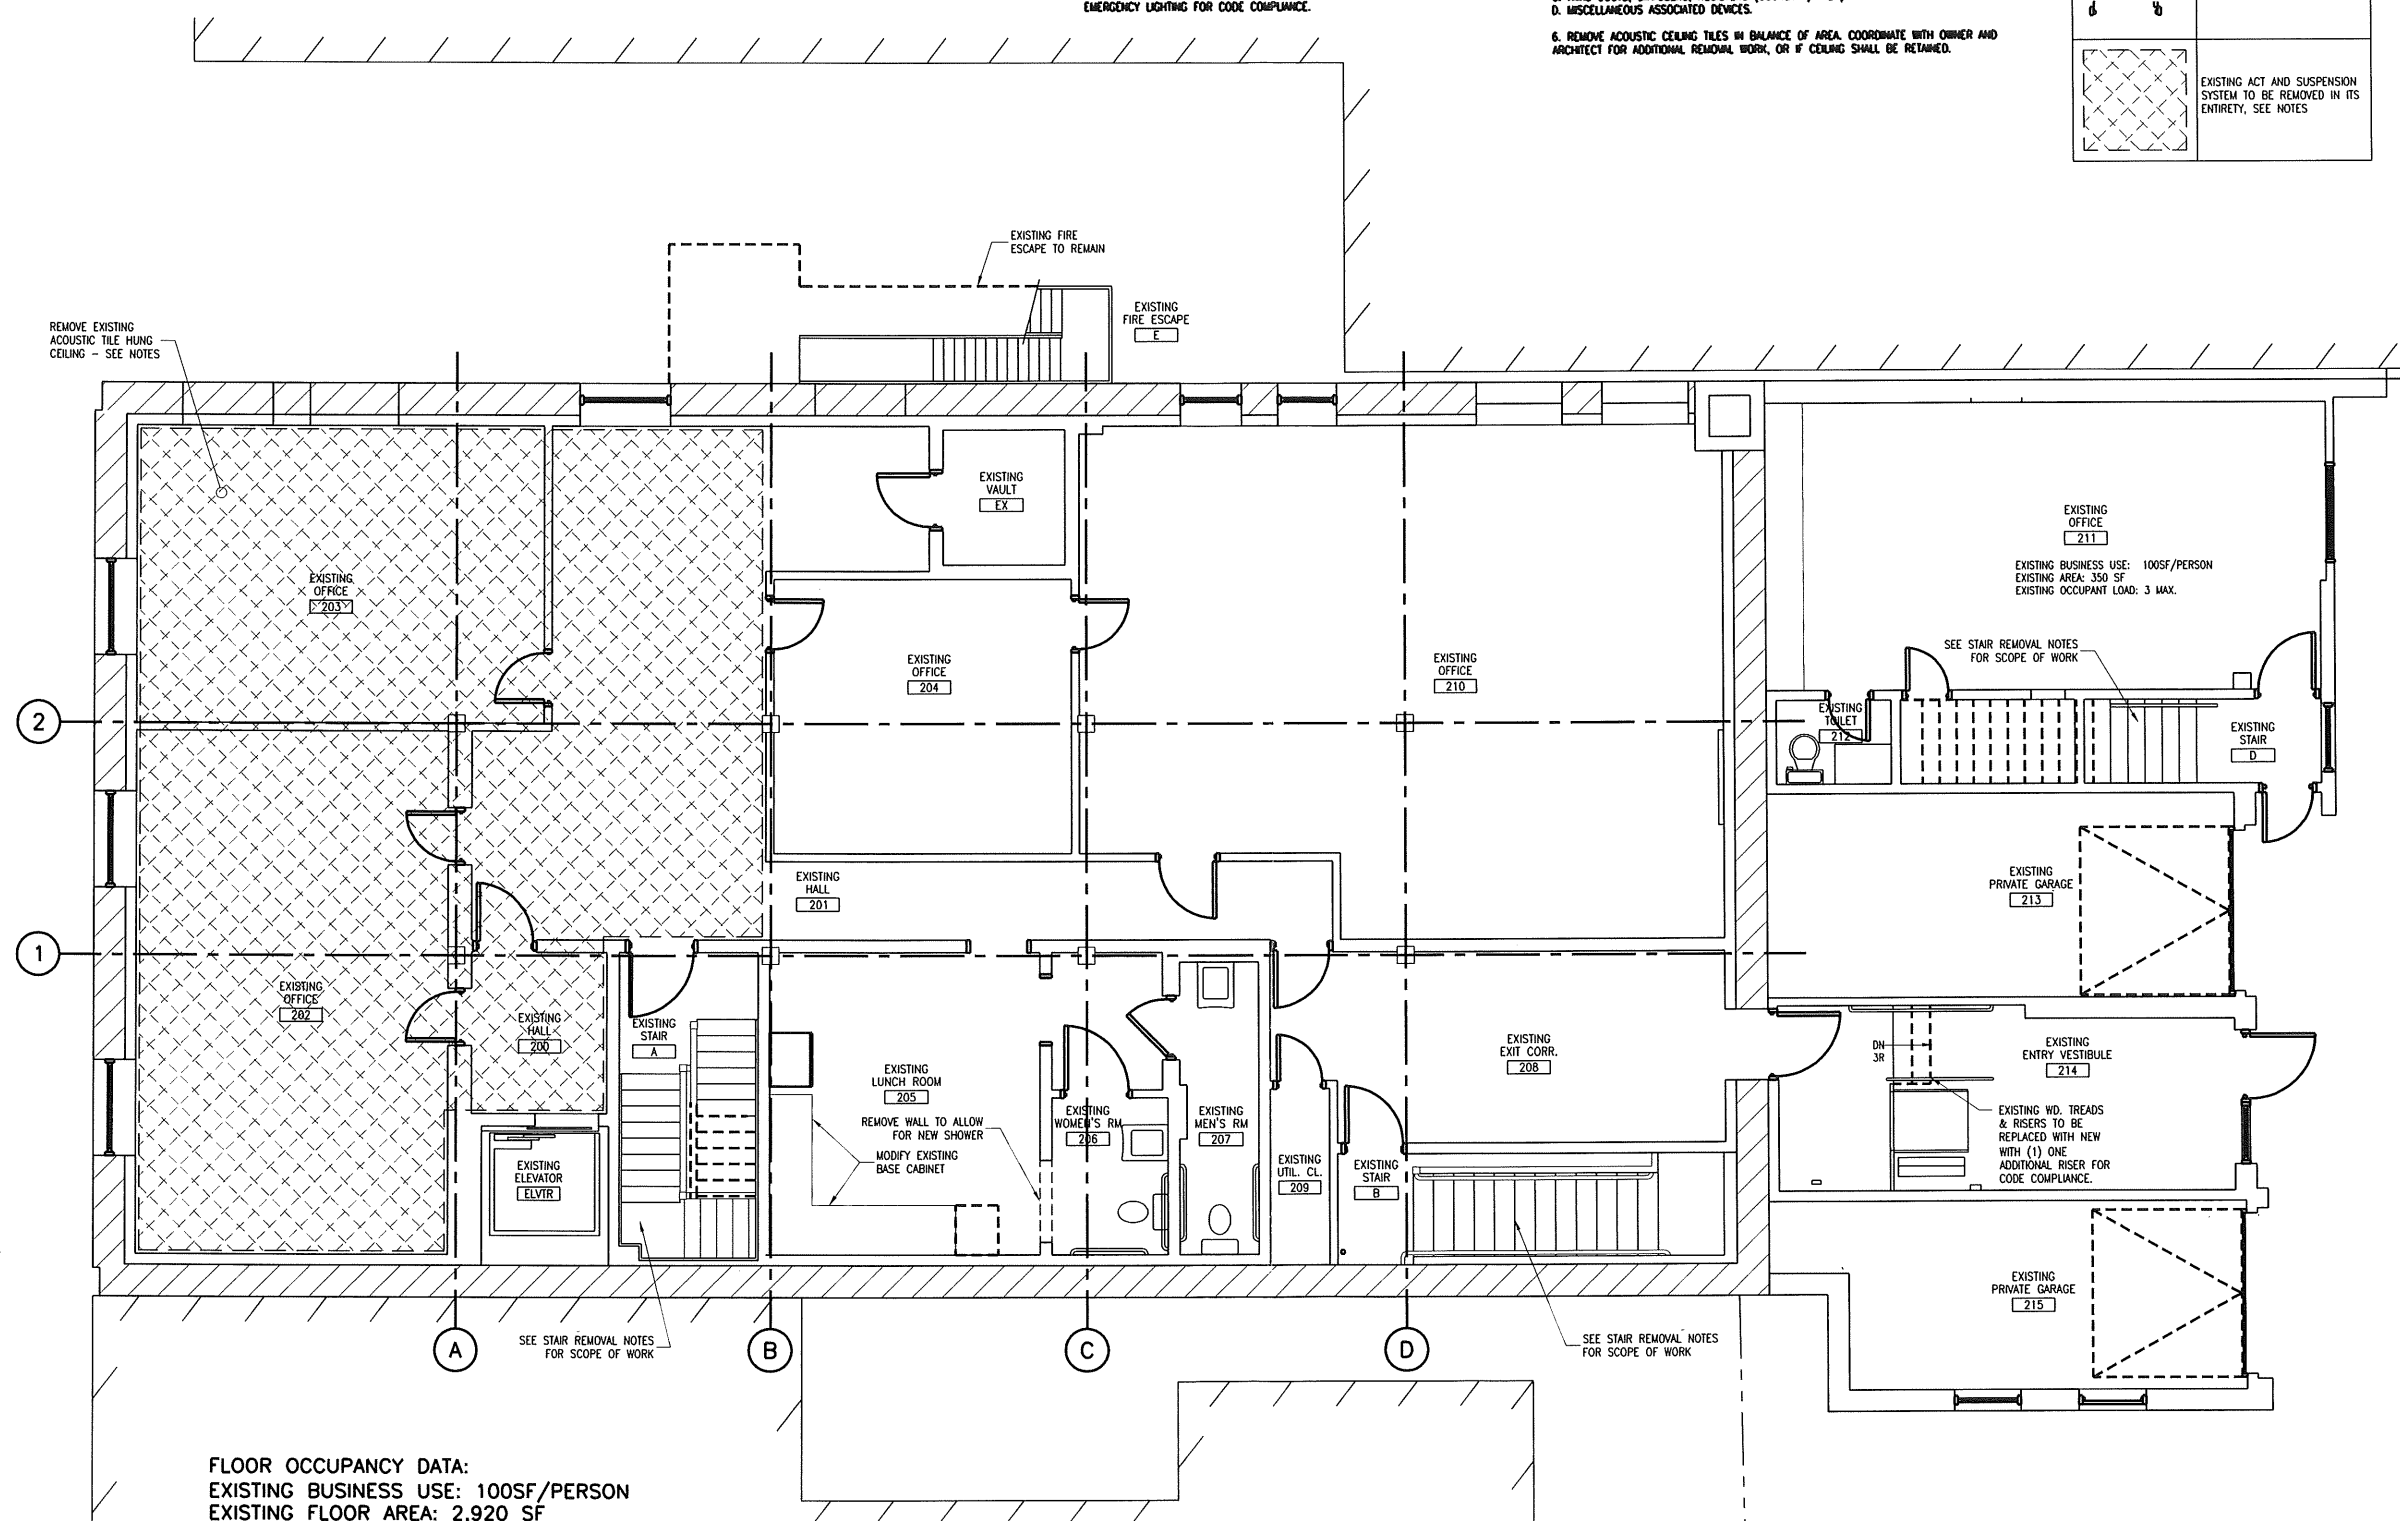 EMERGENCY LIGHTING FOR CODE COMPLIANCE.
D. MISCELLANEOUS ASSOCIATED DEVICES.
6. REMOVE ACOUSTIC CEILING TILES IN BALANCE OF AREA. COORDINATE WITH OWNER AND
ARCHITECT FOR ADDITIONAL REMOVAL WORK, OR IF CEILING SHALL BE RETAINED.
EXISTING ACT AND SUSPENSION
SYSTEM TO BE REMOVED IN ITS
ENTIRETY, SEE NOTES
EXISTING FIRE
ESCAPE TO REMAIN
EXISTING
FIRE ESCAPE
E
REMOVE EXISTING
ACOUSTIC TILE HUNG
CEILING - SEE NOTES
EXISTING
VAULT
EX
EXISTING
OFFICE
211
EXISTING BUSINESS USE: 100SF/PERSON
EXISTING AREA: 350 SF
EXISTING OCCUPANT LOAD: 3 MAX.
EXISTING
OFFICE
203
EXISTING
OFFICE
204
EXISTING
OFFICE
210
SEE STAIR REMOVAL NOTES
FOR SCOPE OF WORK
2
EXISTING
TOILET
212
EXISTING
STAIR
D
EXISTING
HALL
201
EXISTING
PRIVATE GARAGE
213
1
EXISTING
OFFICE
202
EXISTING
HALL
200
EXISTING
STAIR
A
EXISTING
LUNCH ROOM
205
REMOVE WALL TO ALLOW
FOR NEW SHOWER
MODIFY EXISTING
BASE CABINET
EXISTING
WOMEN'S RM
206
EXISTING
MEN'S RM
207
EXISTING
EXIT CORR.
208
DN
3R
EXISTING
ENTRY VESTIBULE
214
EXISTING WD. TREADS
& RISERS TO BE
REPLACED WITH NEW
WITH (1) ONE
ADDITIONAL RISER FOR
CODE COMPLIANCE.
EXISTING
ELEVATOR
ELVTR
EXISTING
UTIL. CL.
209
EXISTING
STAIR
B
EXISTING
PRIVATE GARAGE
215
SEE STAIR REMOVAL NOTES
FOR SCOPE OF WORK
SEE STAIR REMOVAL NOTES
FOR SCOPE OF WORK
A
B
C
D
FLOOR OCCUPANCY DATA:
EXISTING BUSINESS USE: 100SF/PERSON
EXISTING FLOOR AREA: 2,920 SF